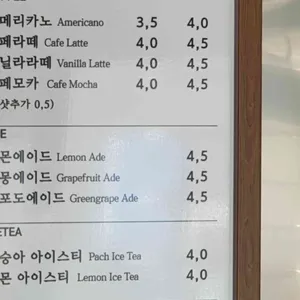 메리카노 Americano 3,5 4,0
페라떼 Cafe Latte 4,0 4,5
닐라라떼 Vanilla Latte 4,0 4,5
페모카 Cafe Mocha 4,0 4,5
샷추가 0,5)
E
몬에이드 Lemon Ade 4,5
몽에이드 Grapefruit Ade 4,5
포도에이드 Greengrape Ade 4,5
ETEA
숭아 아이스티 Pach Ice Tea 4,0
몬 아이스티 Lemon Ice Tea 4,0